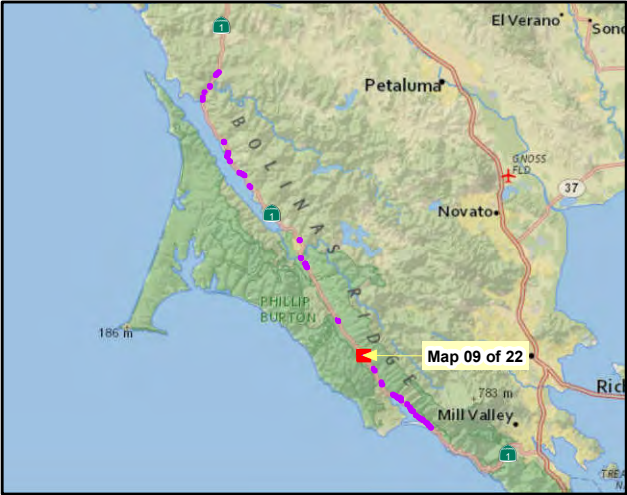 1
El Verano
Sono
Petaluma
BOLINAS RIDGE
GNOSS
FLD
37
Novato
1
PHILLIP
BURTON
186 m
Map 09 of 22
Rich
783 m
Mill Valley
1
TREA
N